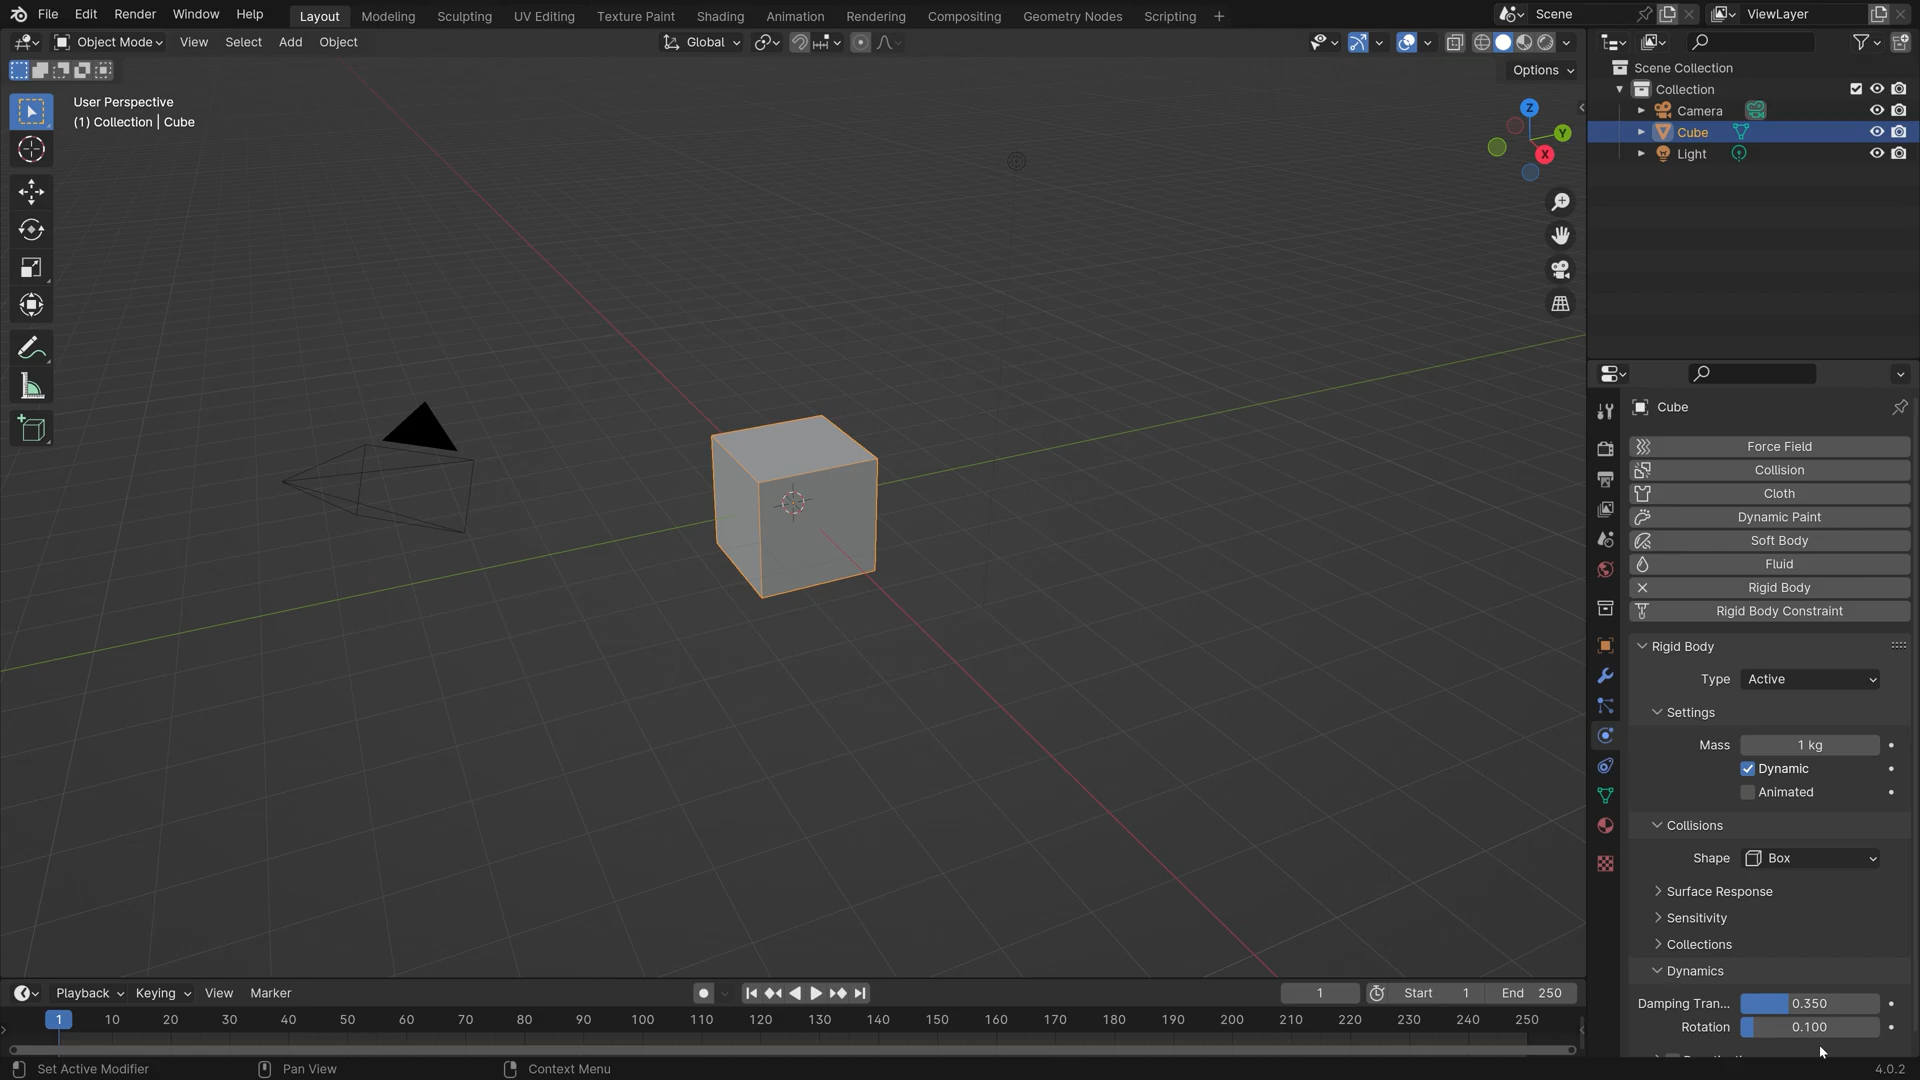 File Edit Render Window Help Layout Modeling Sculpting UV Editing Texture Paint Shading Animation Rendering Compositing Geometry Nodes Scripting + Scene ViewLayer
Object Mode View Select Add Object Global
Options
User Perspective
(1) Collection | Cube
Z
Y
X
Scene Collection
Collection
Camera
Cube
Light
Cube
Force Field
Collision
Cloth
Dynamic Paint
Soft Body
Fluid
Rigid Body
Rigid Body Constraint
Rigid Body
Type Active
Settings
Mass 1 kg
Dynamic
Animated
Collisions
Shape Box
Surface Response
Sensitivity
Collections
Dynamics
Damping Tran... 0.350
Rotation 0.100
Playback Keying View Marker 1 Start 1 End 250
1 10 20 30 40 50 60 70 80 90 100 110 120 130 140 150 160 170 180 190 200 210 220 230 240 250
Set Active Modifier Pan View Context Menu 4.0.2